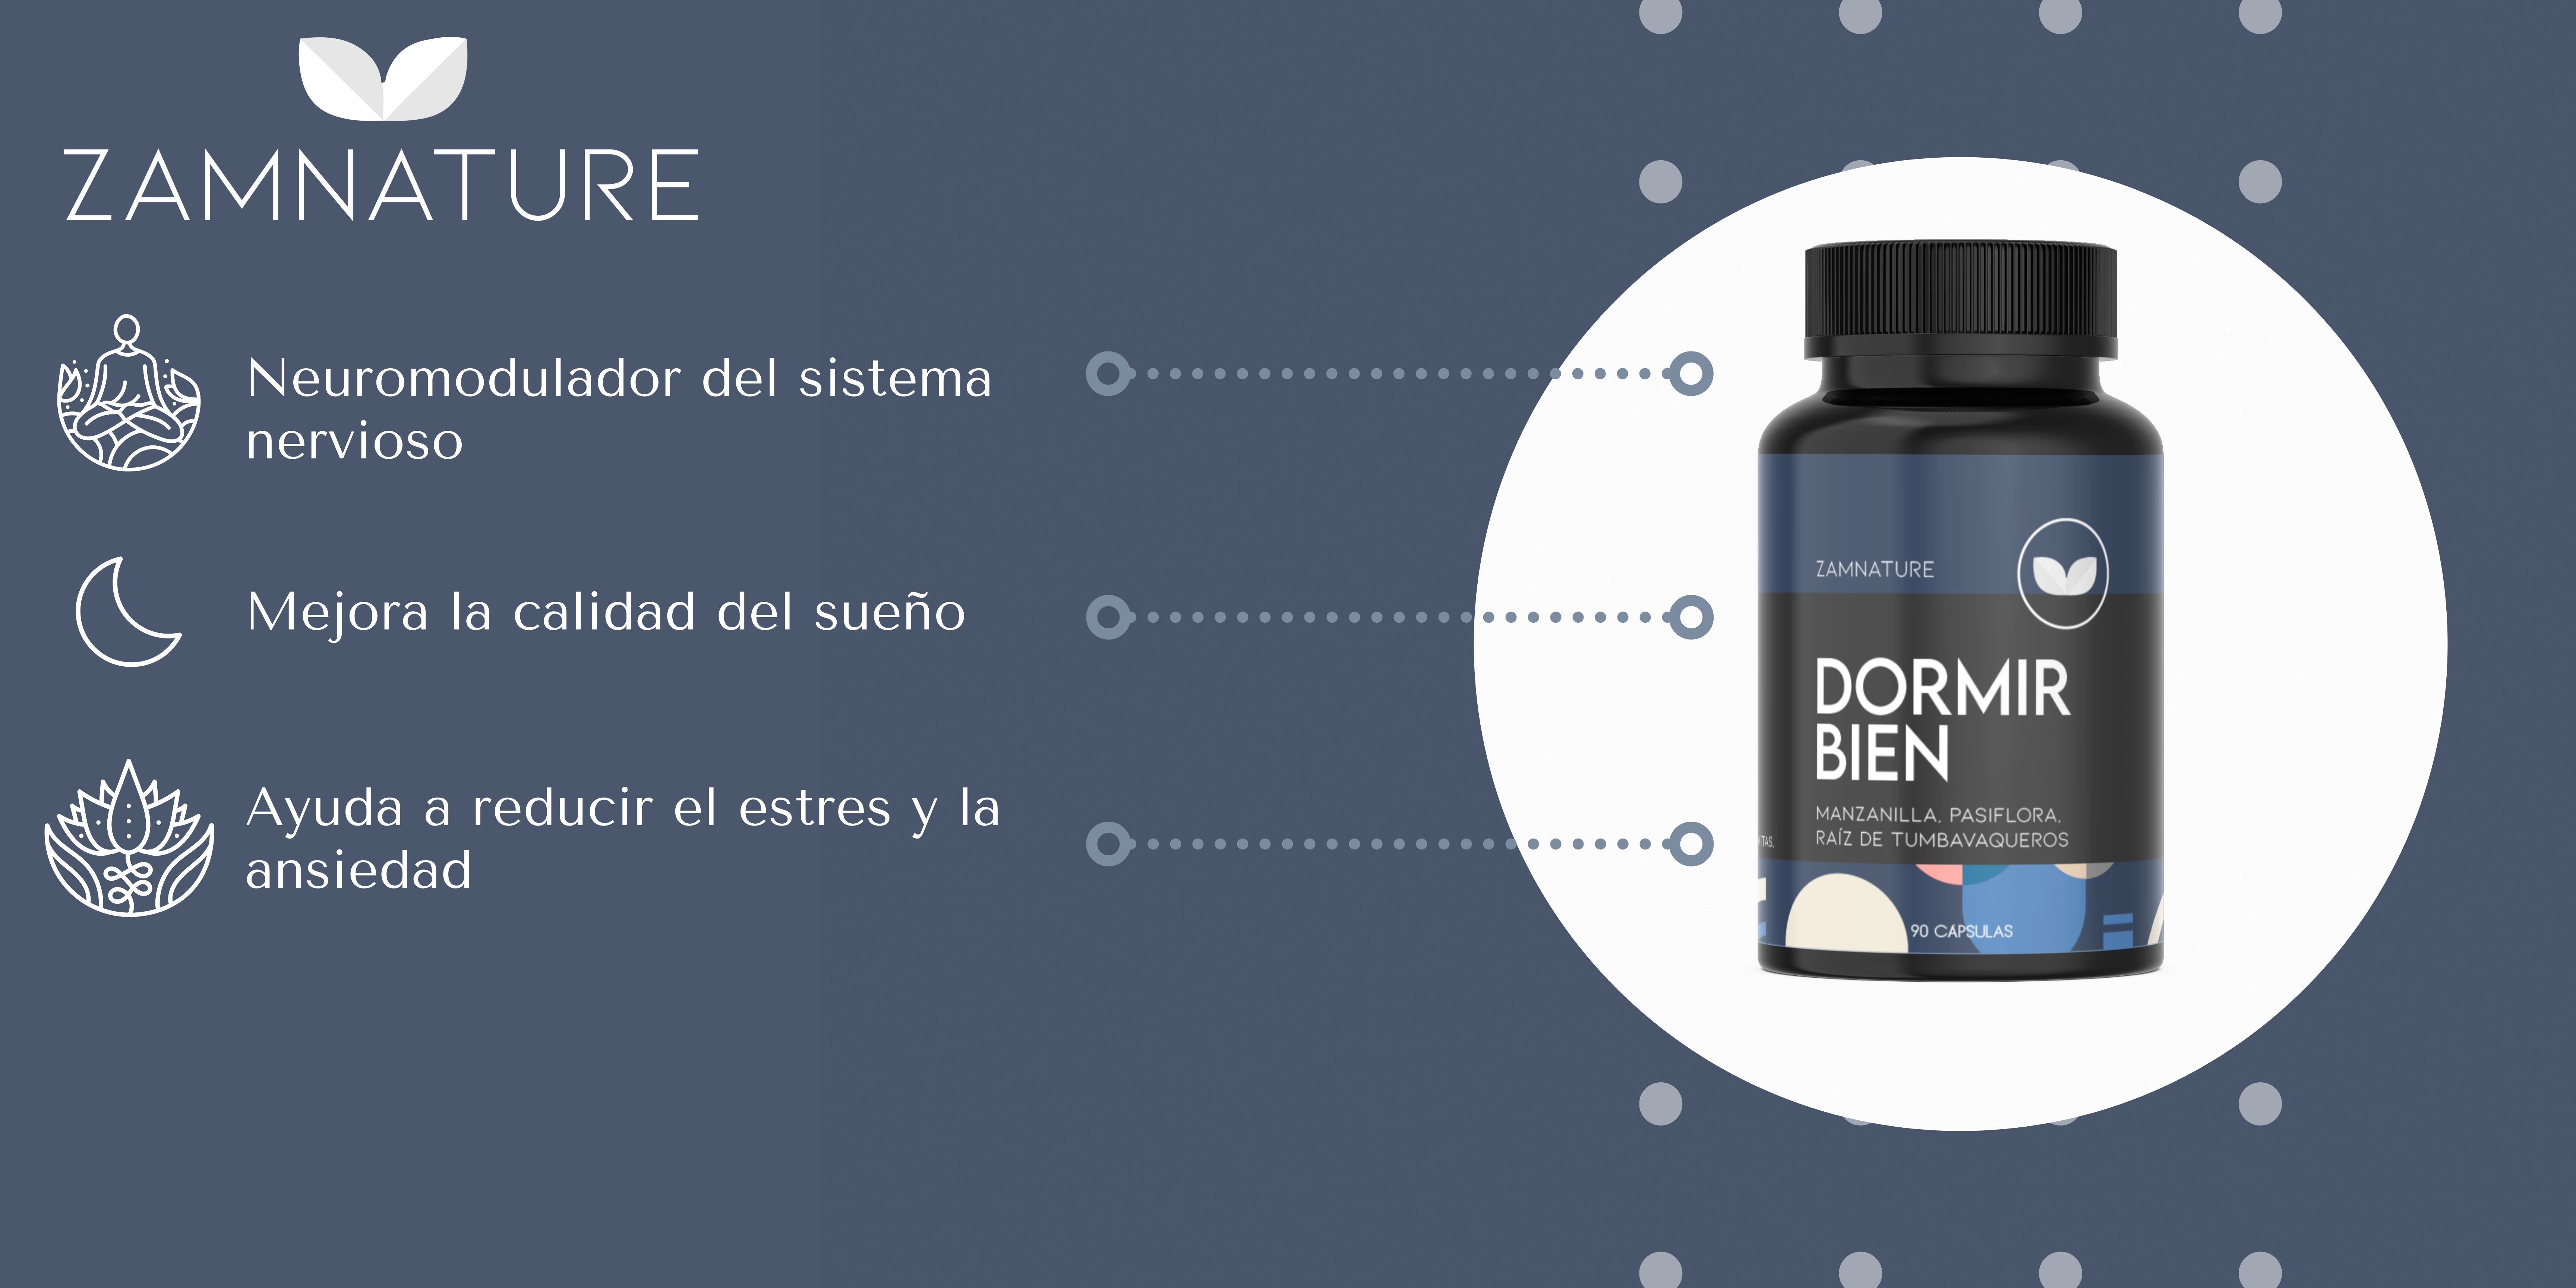 ZAMNATURE
Neuromodulador del sistema
nervioso
Mejora la calidad del sueño
Ayuda a reducir el estres y la
ansiedad
ZAMNATURE
DORMIR
BIEN
MANZANILLA, PASIFLORA,
RAÍZ DE TUMBAVAQUEROS
90 CÁPSULAS